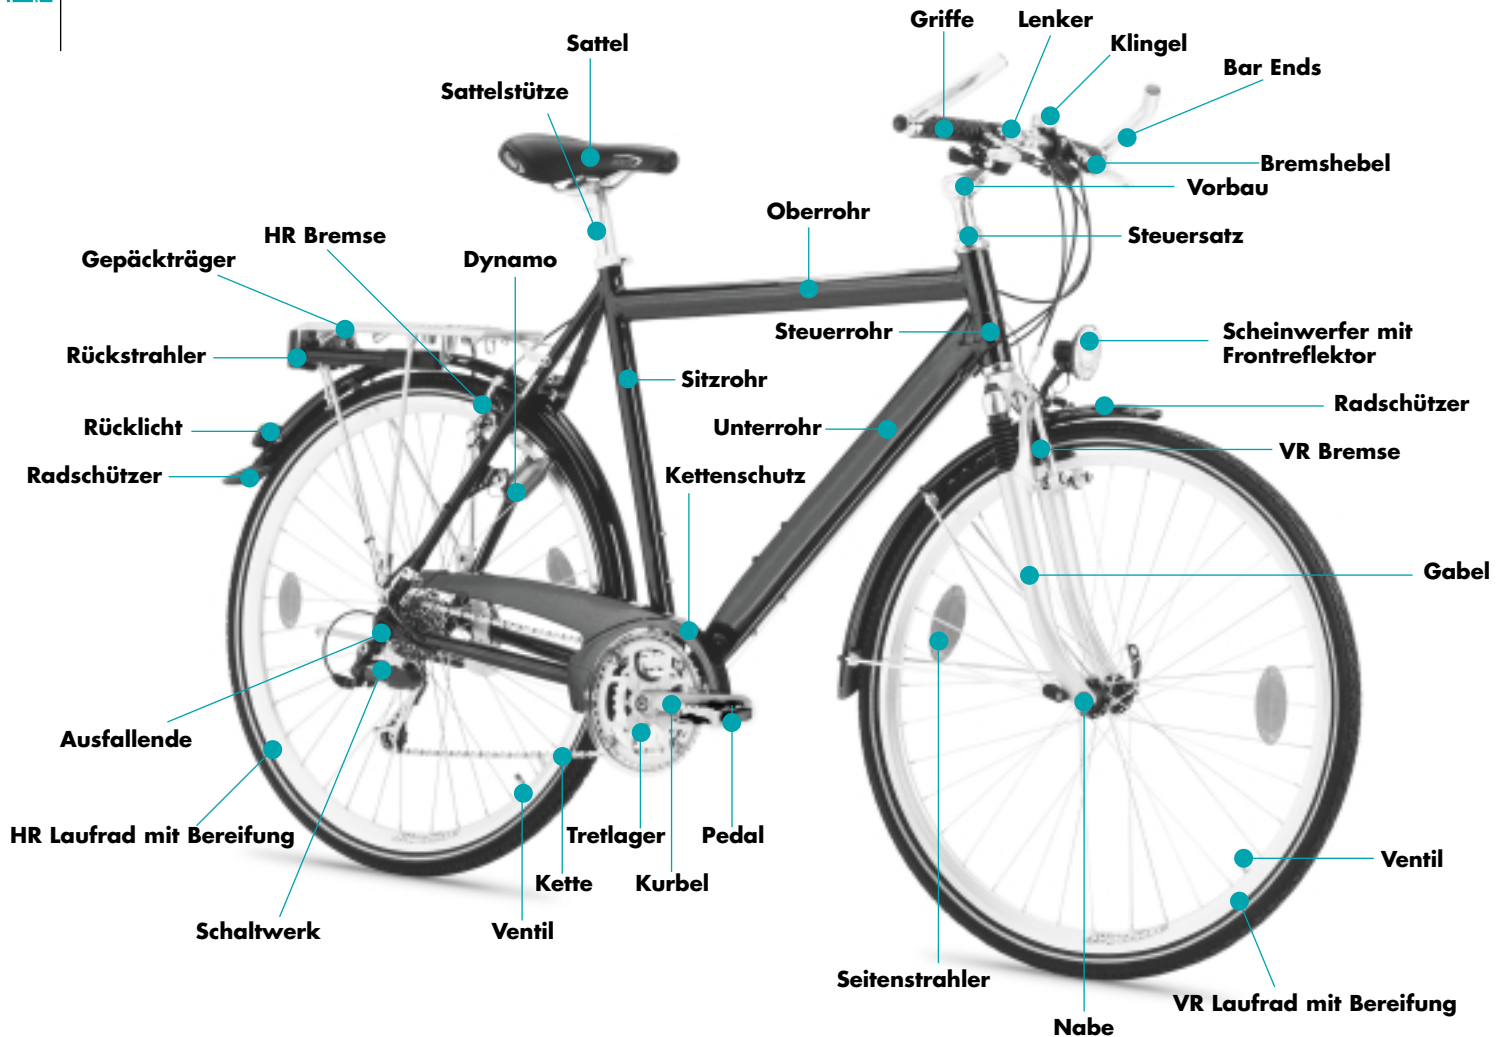 Griffe
Lenker
Sattel
Klingel
Bar Ends
Sattelstütze
Bremshebel
Vorbau
Oberrohr
HR Bremse
Steuersatz
Gepäckträger
Dynamo
Steuerrohr
Scheinwerfer mit
Frontreflektor
Rückstrahler
Sitzrohr
Radschützer
Rücklicht
Unterrohr
VR Bremse
Radschützer
Kettenschutz
Gabel
Ausfallende
HR Laufrad mit Bereifung
Tretlager
Pedal
Ventil
Kette
Kurbel
Schaltwerk
Ventil
Seitenstrahler
VR Laufrad mit Bereifung
Nabe